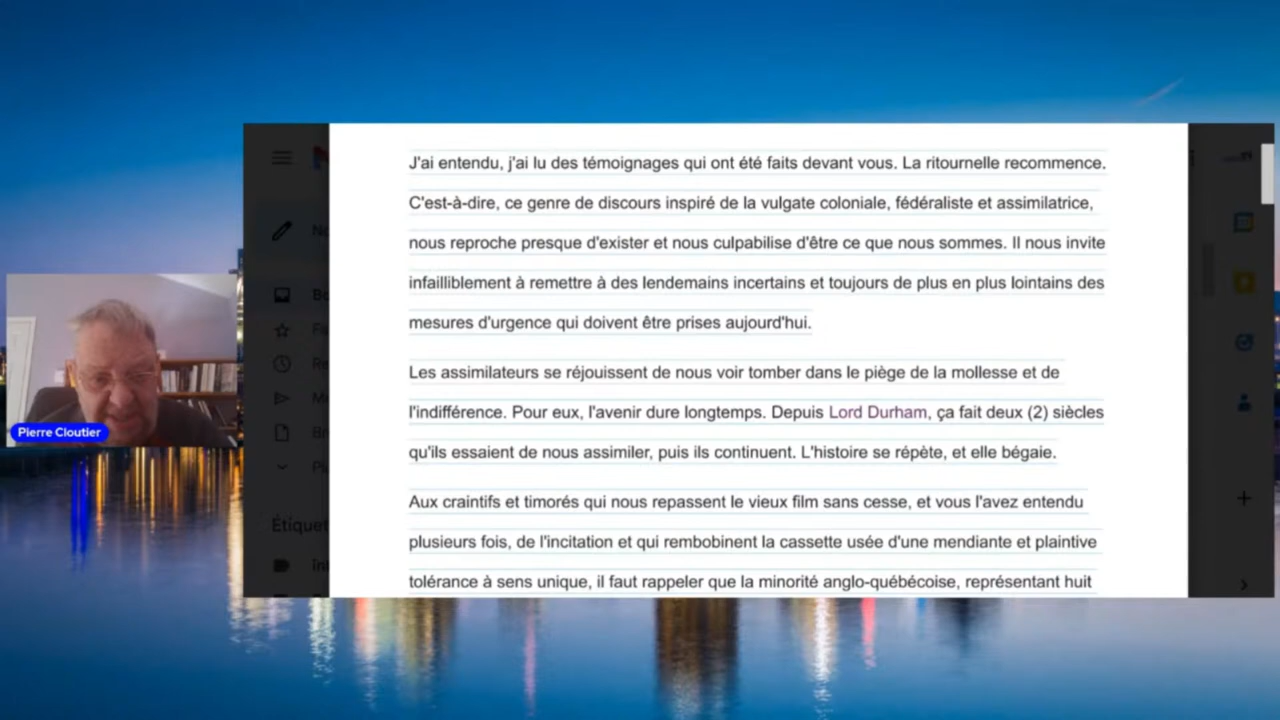 J'ai entendu, j'ai lu des témoignages qui ont été faits devant vous. La ritournelle recommence.
C'est-à-dire, ce genre de discours inspiré de la vulgate coloniale, fédéraliste et assimilatrice,
nous reproche presque d'exister et nous culpabilise d'être ce que nous sommes. Il nous invite
infailliblement à remettre à des lendemains incertains et toujours de plus en plus lointains des
mesures d'urgence qui doivent être prises aujourd'hui.
Les assimilateurs se réjouissent de nous voir tomber dans le piège de la mollesse et de
l'indifférence. Pour eux, l'avenir dure longtemps. Depuis Lord Durham, ça fait deux (2) siècles
qu'ils essaient de nous assimiler, puis ils continuent. L'histoire se répète, et elle bégaie.
Aux craintifs et timorés qui nous repassent le vieux film sans cesse, et vous l'avez entendu
plusieurs fois, de l'incitation et qui rembobinent la cassette usée d'une mendiante et plaintive
tolérance à sens unique, il faut rappeler que la minorité anglo-québécoise, représentant huit
Pierre Cloutier
Étiquet